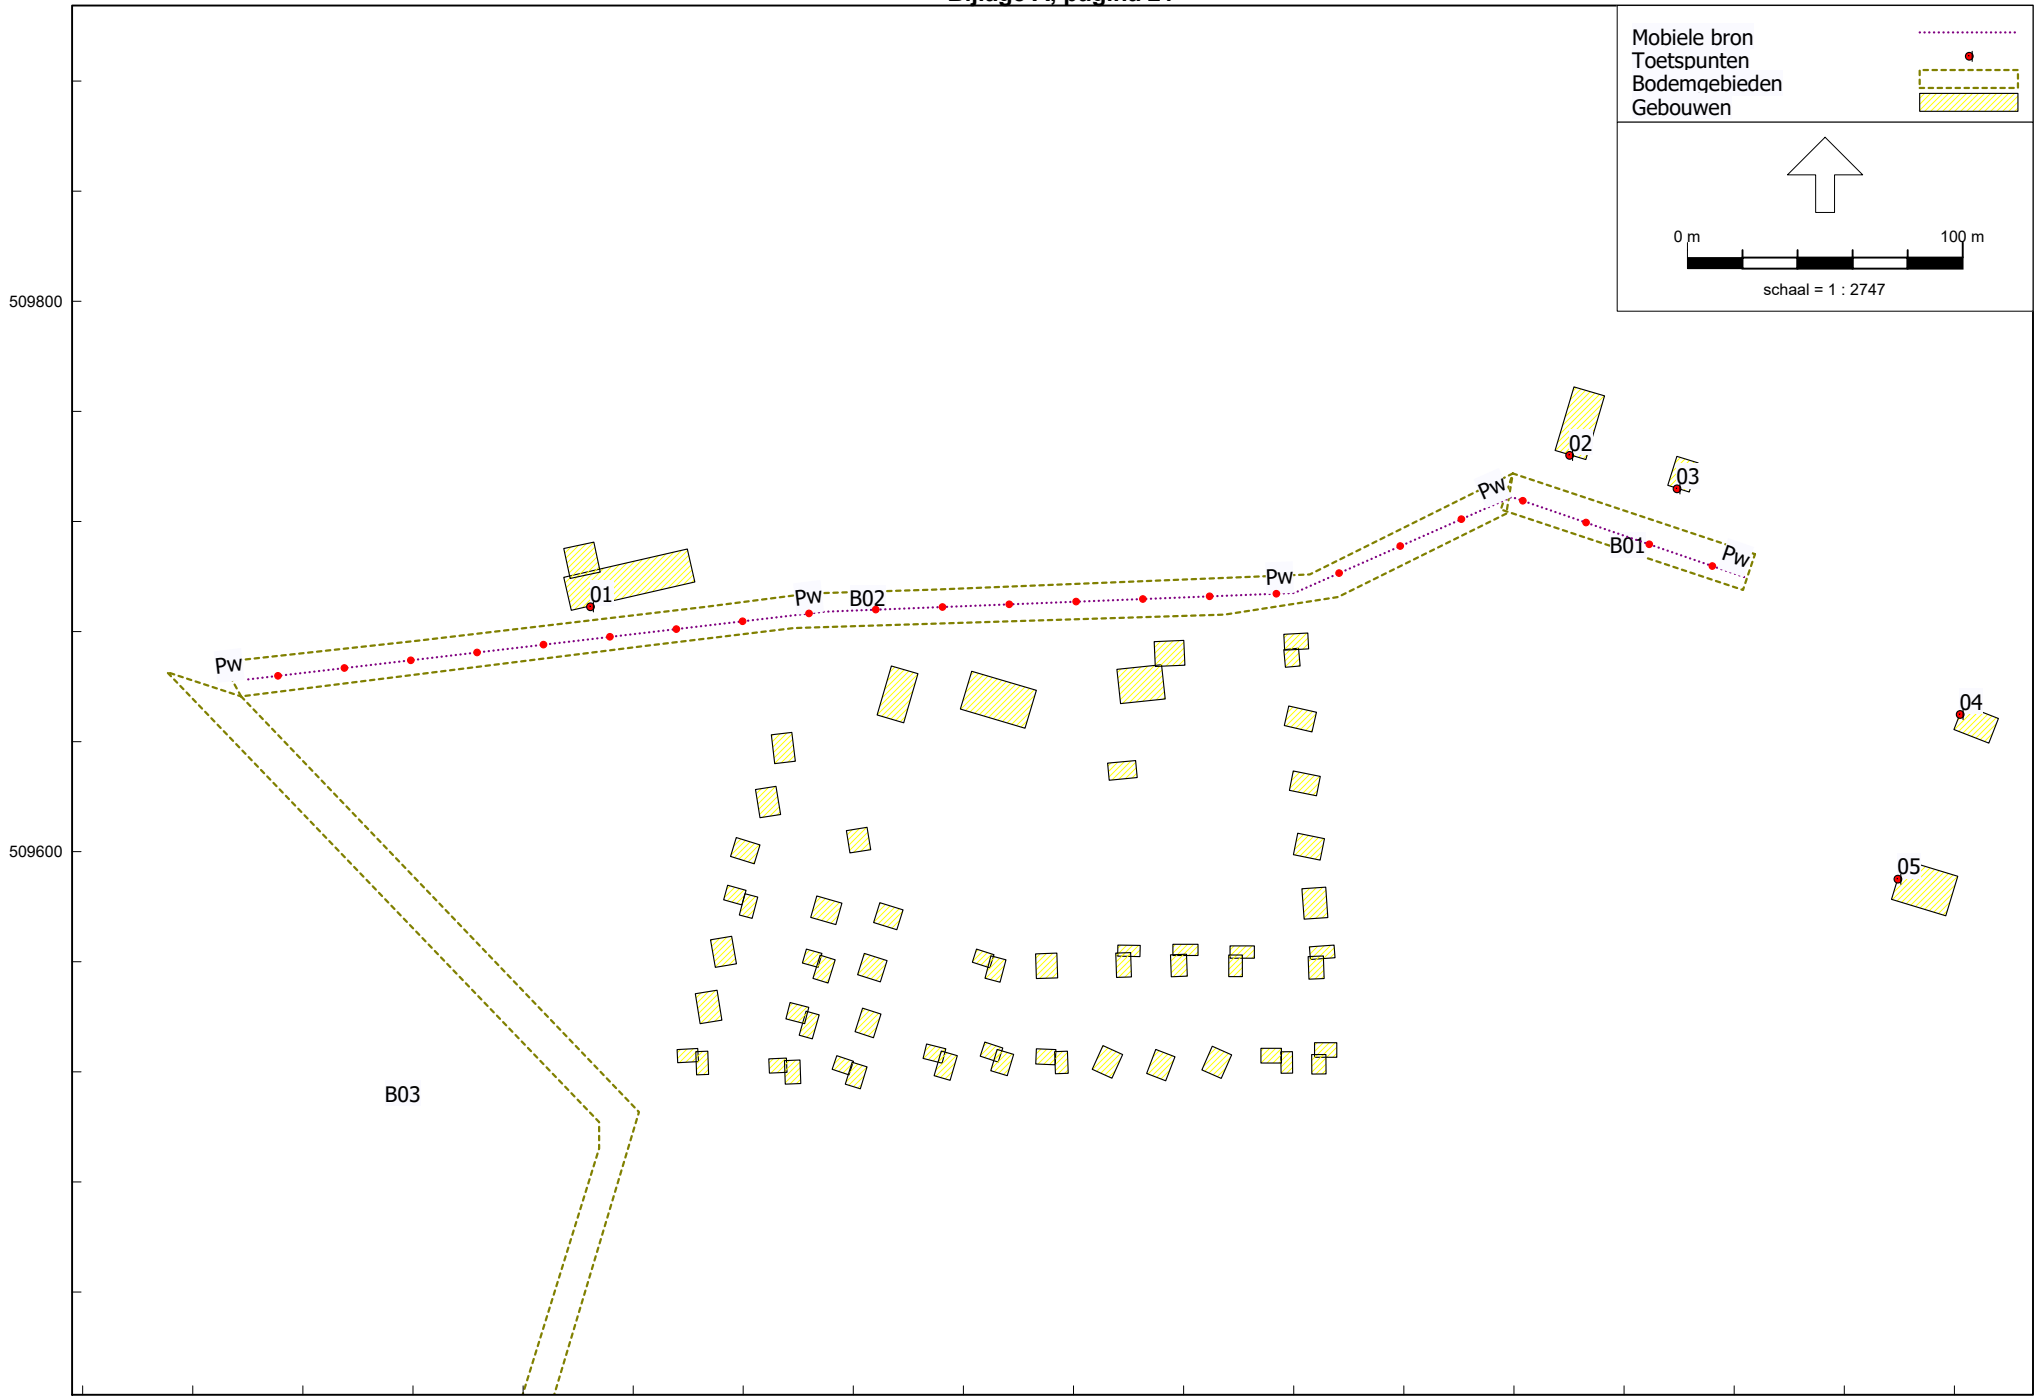 Mobiele bron
Toetspunten
Bodemgebieden
Gebouwen
0 m 100 m
schaal = 1 : 2747
509800
02
03
Pw
Pw
B01
Pw
01
Pw
B02
Pw
04
509600
05
B03